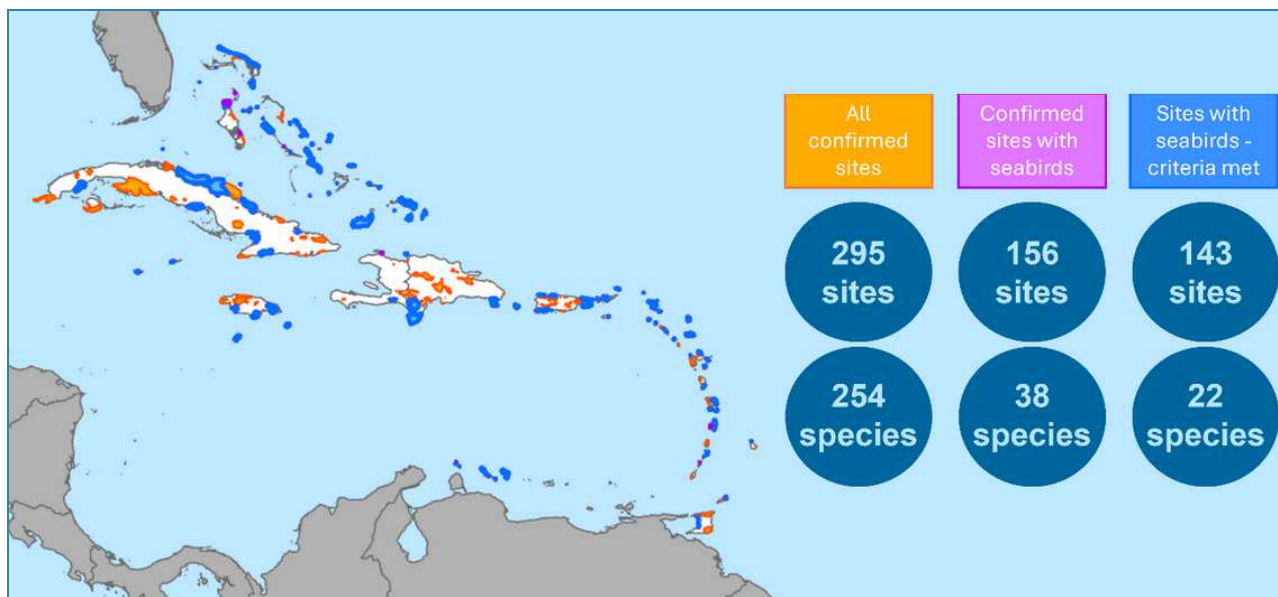 All
confirmed
sites
Confirmed
sites with
seabirds
Sites with
seabirds -
criteria met
295
sites
156
sites
143
sites
254
species
38
species
22
species